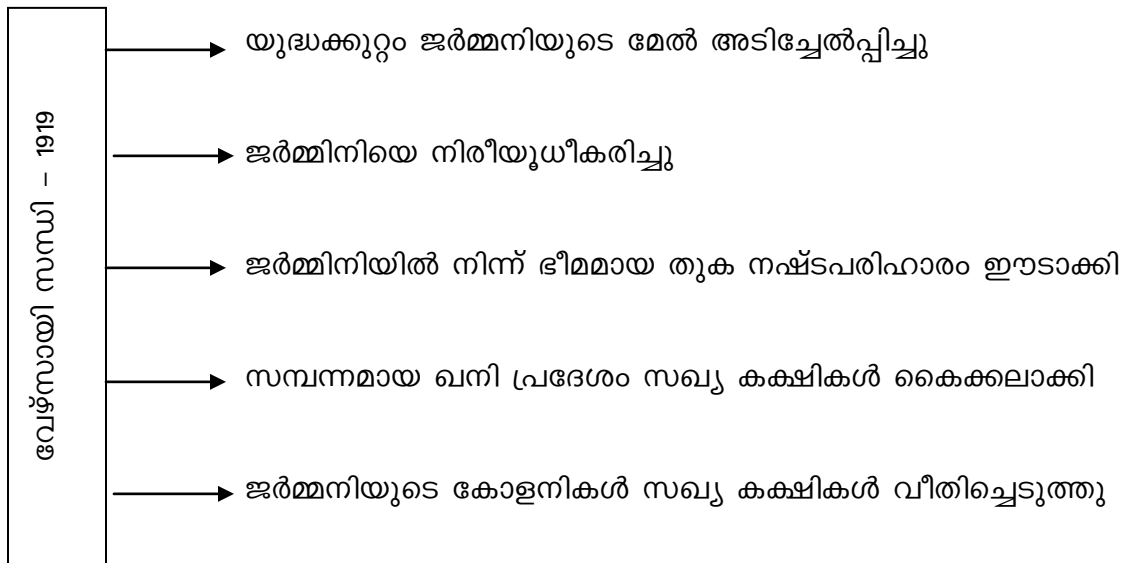 വേഴ്സായി സന്ധി – 1919
യുദ്ധക്കുറ്റം ജർമ്മനിയുടെ മേൽ അടിച്ചേൽപ്പിച്ചു
ജർമ്മിനിയെ നിരീയൂധീകരിച്ചു
ജർമ്മിനിയിൽ നിന്ന് ഭീമമായ തുക നഷ്ടപരിഹാരം ഈടാക്കി
സമ്പന്നമായ ഖനി പ്രദേശം സഖ്യ കക്ഷികൾ കൈക്കലാക്കി
ജർമ്മനിയുടെ കോളനികൾ സഖ്യ കക്ഷികൾ വീതിച്ചെടുത്തു